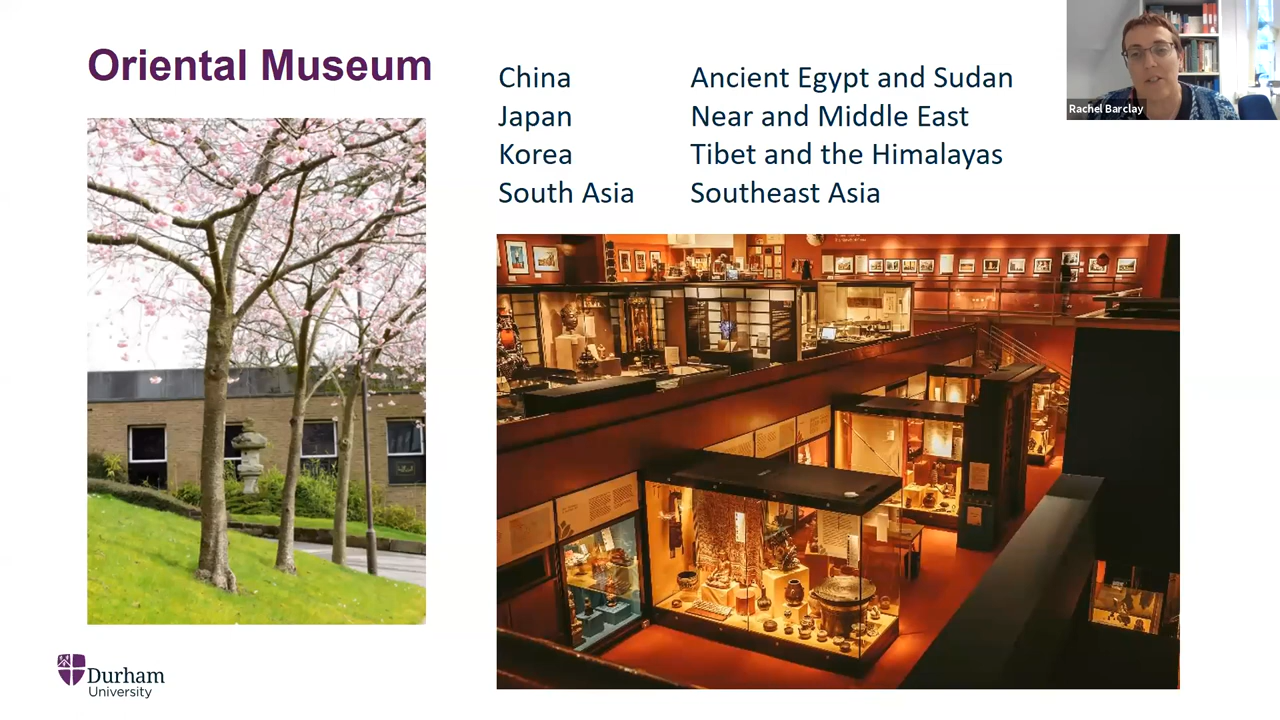 Oriental Museum
China
Japan
Korea
South Asia
Ancient Egypt and Sudan
Near and Middle East
Tibet and the Himalayas
Southeast Asia
Rachel Barclay
Durham
University